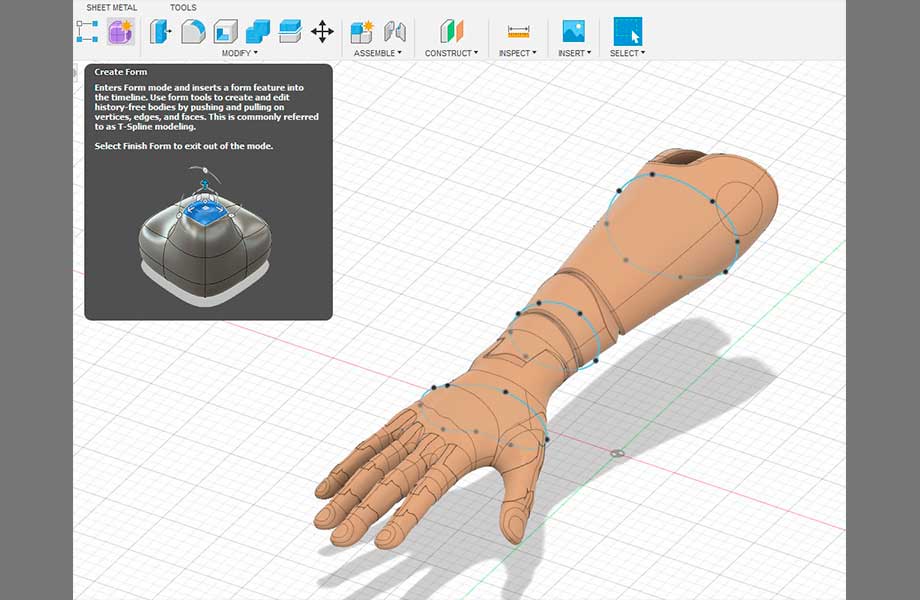 SHEET METAL TOOLS
MODIFY ASSEMBLE CONSTRUCT INSPECT INSERT SELECT
Create Form
Enters Form mode and inserts a form feature into
the timeline. Use form tools to create and edit
history-free bodies by pushing and pulling on
vertices, edges, and faces. This is commonly referred
to as T-Spline modeling.
Select Finish Form to exit out of the mode.